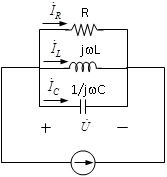 İ_R R
jωL
İ_L
1/jωC
İ_C
+ U̇ −